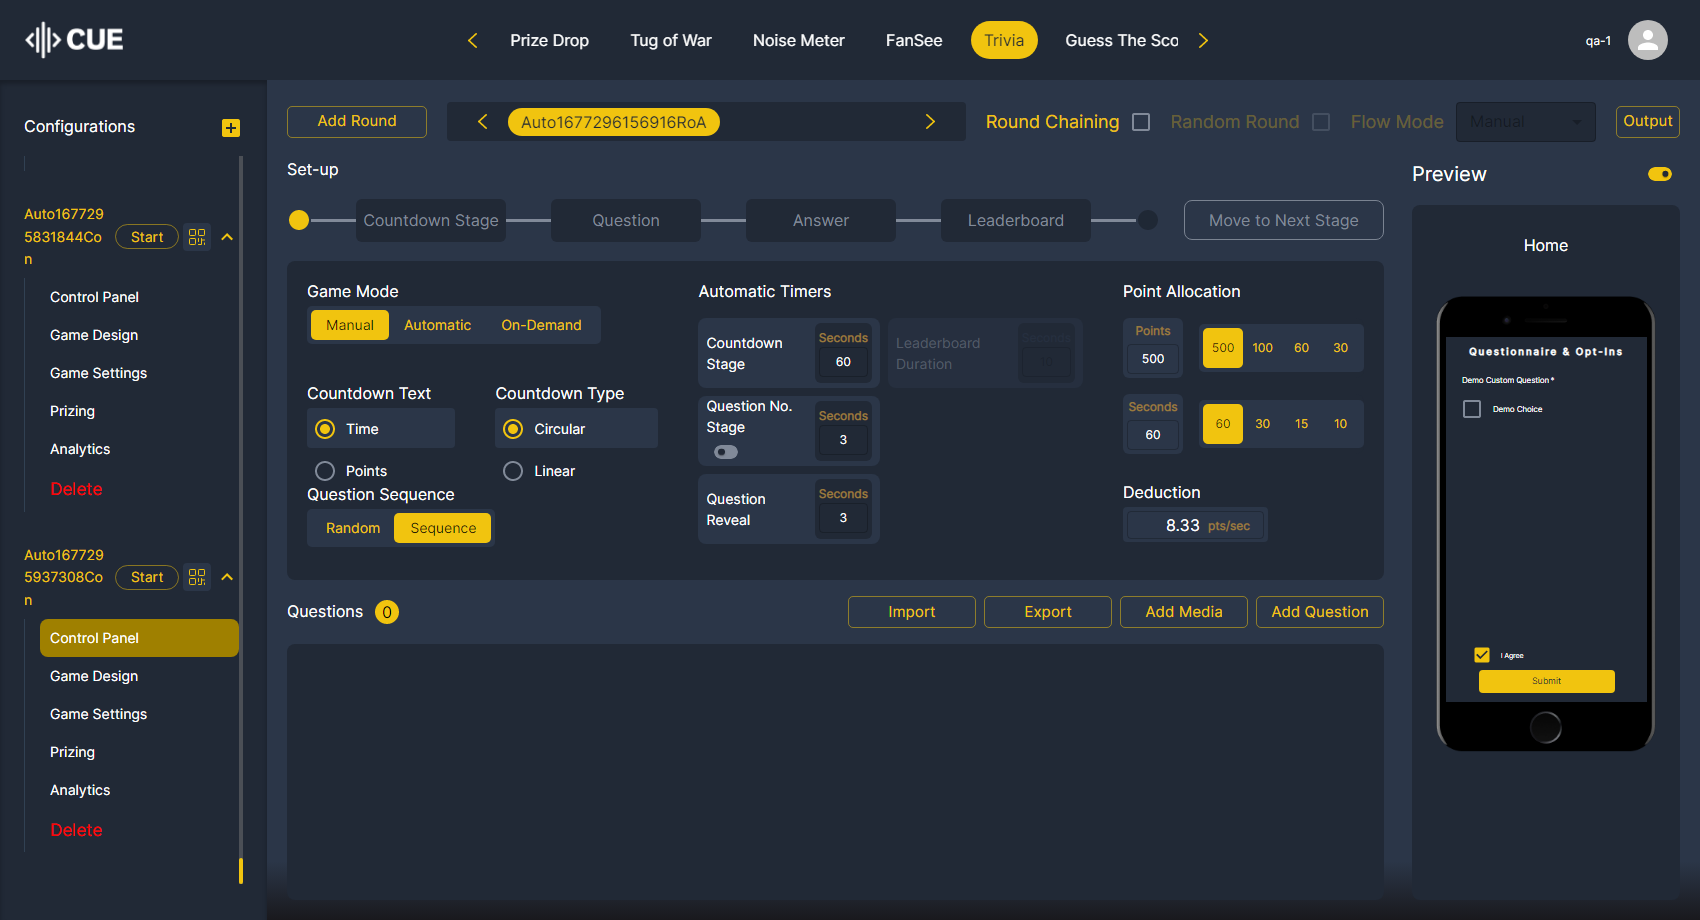 CUE
Prize Drop
Tug of War
Noise Meter
FanSee
Trivia
Guess The Sco
qa-1
Configurations
Auto167729
5831844Co
n
Start
Control Panel
Game Design
Game Settings
Prizing
Analytics
Delete
Auto167729
5937308Co
n
Start
Control Panel
Game Design
Game Settings
Prizing
Analytics
Delete
Add Round
Auto1677296156916RoA
Round Chaining
Random Round
Flow Mode
Manual
Output
Set-up
Countdown Stage
Question
Answer
Leaderboard
Move to Next Stage
Game Mode
Manual
Automatic
On-Demand
Countdown Text
Time
Points
Countdown Type
Circular
Linear
Question Sequence
Random
Sequence
Automatic Timers
Countdown
Stage
Seconds
60
Leaderboard
Duration
Seconds
Question No.
Stage
Seconds
3
Question
Reveal
Seconds
3
Point Allocation
Points
500
500
100
60
30
Seconds
60
60
30
15
10
Deduction
8.33 pts/sec
Questions 0
Import
Export
Add Media
Add Question
Preview
Home
Questionnaire & Opt-Ins
Demo Custom Question *
Demo Choice
I Agree
Submit